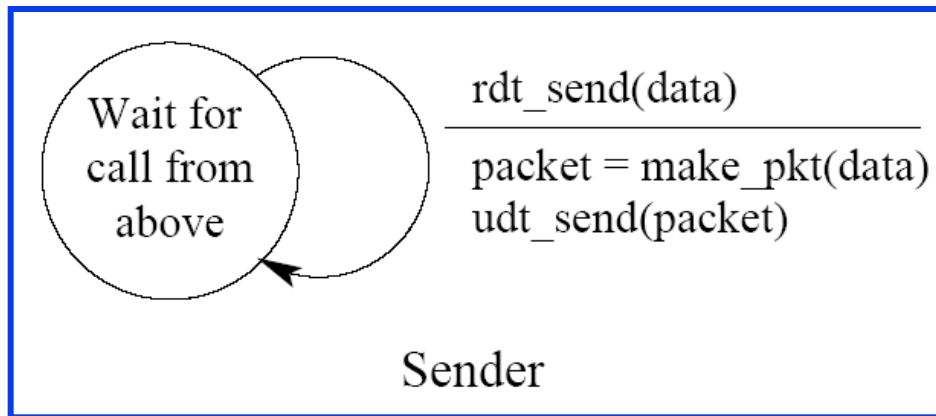 Wait for
call from
above
rdt_send(data)
packet = make_pkt(data)
udt_send(packet)
Sender